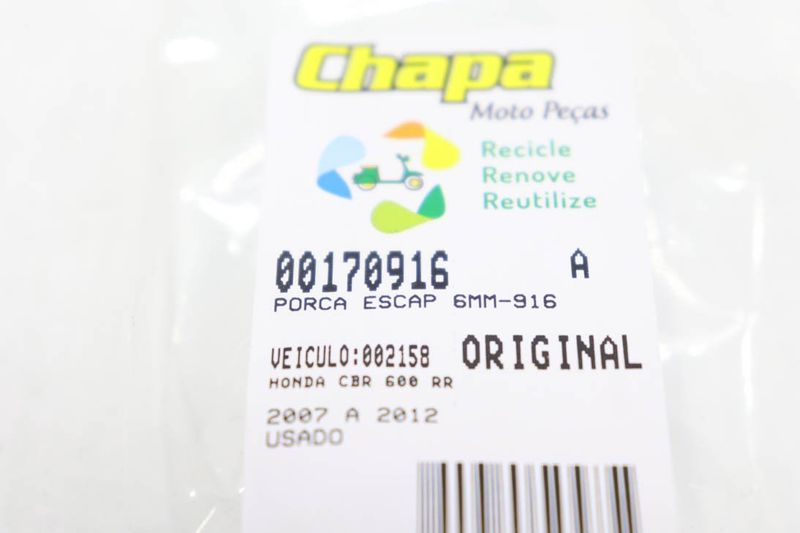 Chapa
Moto Peças
Recicle
Renove
Reutilize
00170916 A
PORCA ESCAP 6MM-916
VEICULO:002158 ORIGINAL
HONDA CBR 600 RR
2007 A 2012
USADO